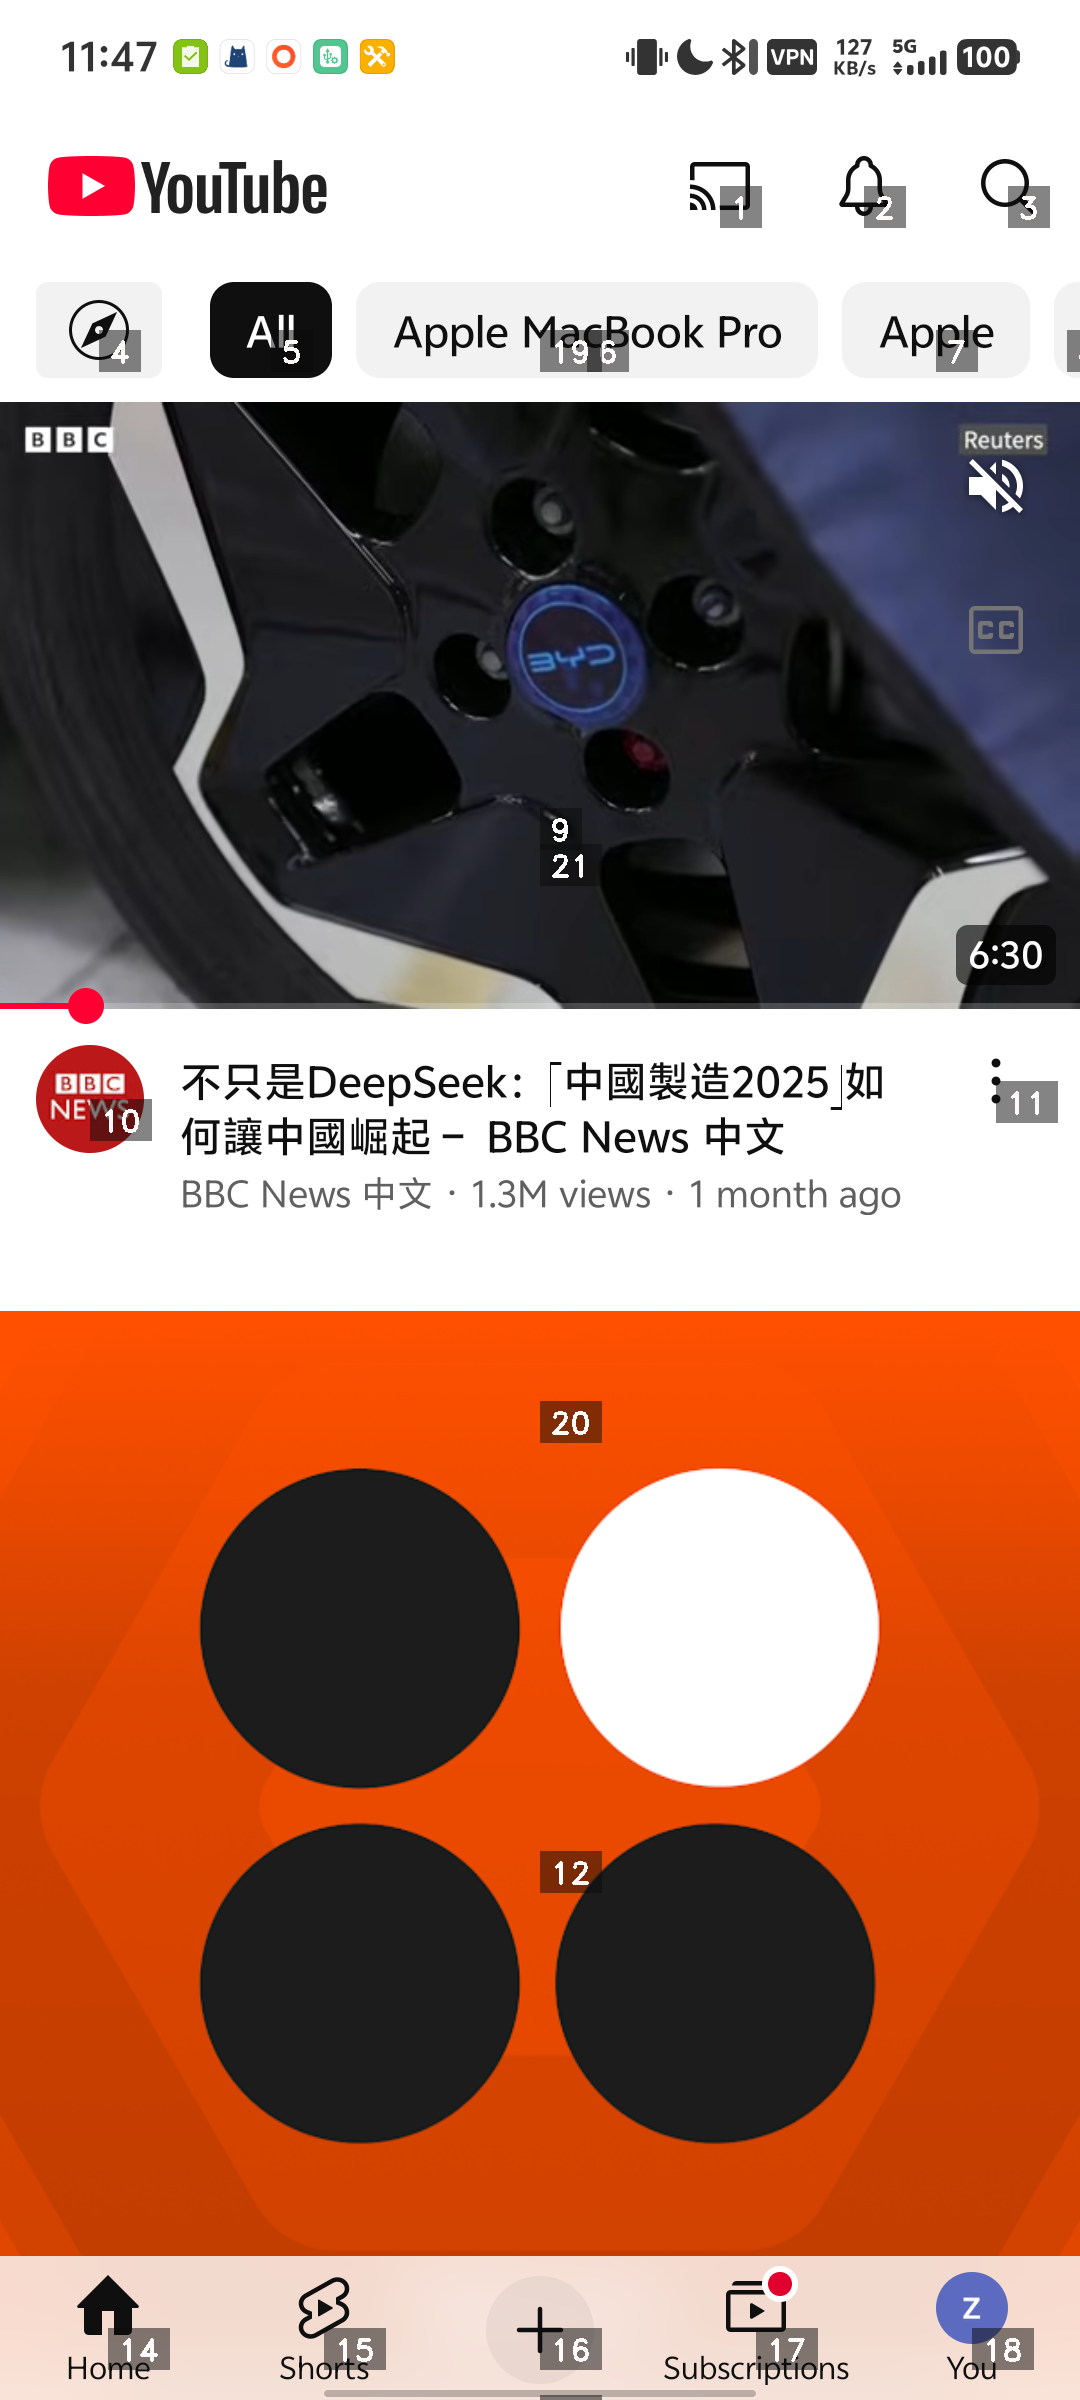 11:47
VPN
127
KB/s
5G
100
YouTube
1
2
3
4
All
5
Apple MacBook Pro
19
6
Apple
7
BBC
Reuters
CC
BYD
9
21
6:30
BBC
NEWS
10
不只是DeepSeek：「中國製造2025」如
何讓中國崛起 – BBC News 中文
11
BBC News 中文 · 1.3M views · 1 month ago
20
12
Home
14
Shorts
15
16
Subscriptions
17
Z
You
18